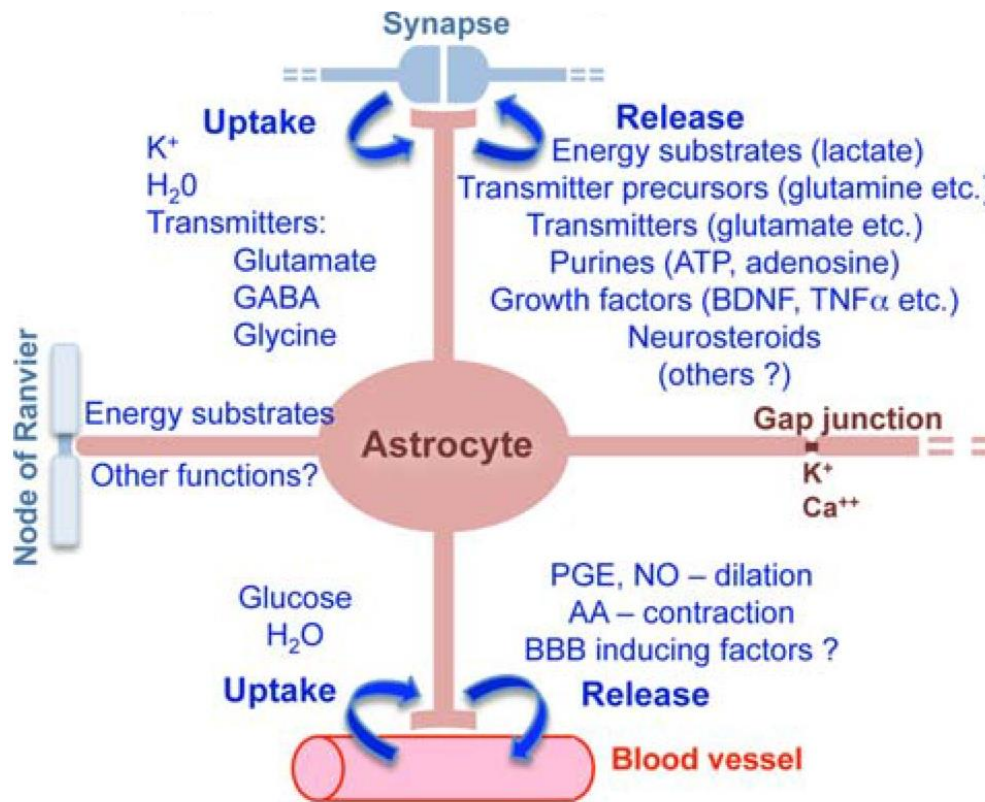 Synapse
Uptake
K⁺
H₂0
Transmitters:
Glutamate
GABA
Glycine
Release
Energy substrates (lactate)
Transmitter precursors (glutamine etc.)
Transmitters (glutamate etc.)
Purines (ATP, adenosine)
Growth factors (BDNF, TNFα etc.)
Neurosteroids
(others ?)
Node of Ranvier
Energy substrates
Other functions?
Astrocyte
Gap junction
K⁺
Ca⁺⁺
Glucose
H₂O
Uptake
PGE, NO – dilation
AA – contraction
BBB inducing factors ?
Release
Blood vessel